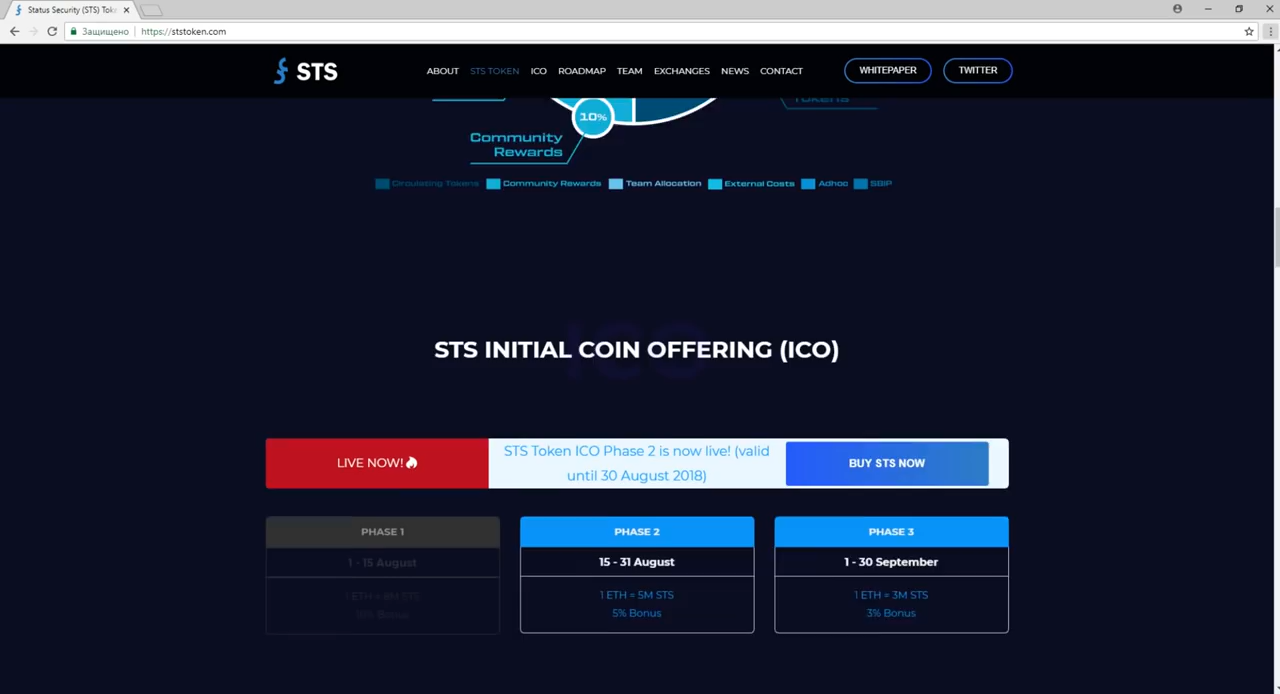 Status Security (STS) Tok
Защищено
https://ststoken.com
STS
ABOUT
STS TOKEN
ICO
ROADMAP
TEAM
EXCHANGES
NEWS
CONTACT
WHITEPAPER
TWITTER
Tokens
10%
Community
Rewards
Circulating Tokens
Community Rewards
Team Allocation
External Costs
Adhoc
SBIP
ICO
STS INITIAL COIN OFFERING (ICO)
LIVE NOW!
STS Token ICO Phase 2 is now live! (valid
until 30 August 2018)
BUY STS NOW
PHASE 1
1 - 15 August
PHASE 2
15 - 31 August
1 ETH = 5M STS
5% Bonus
PHASE 3
1 - 30 September
1 ETH = 3M STS
3% Bonus